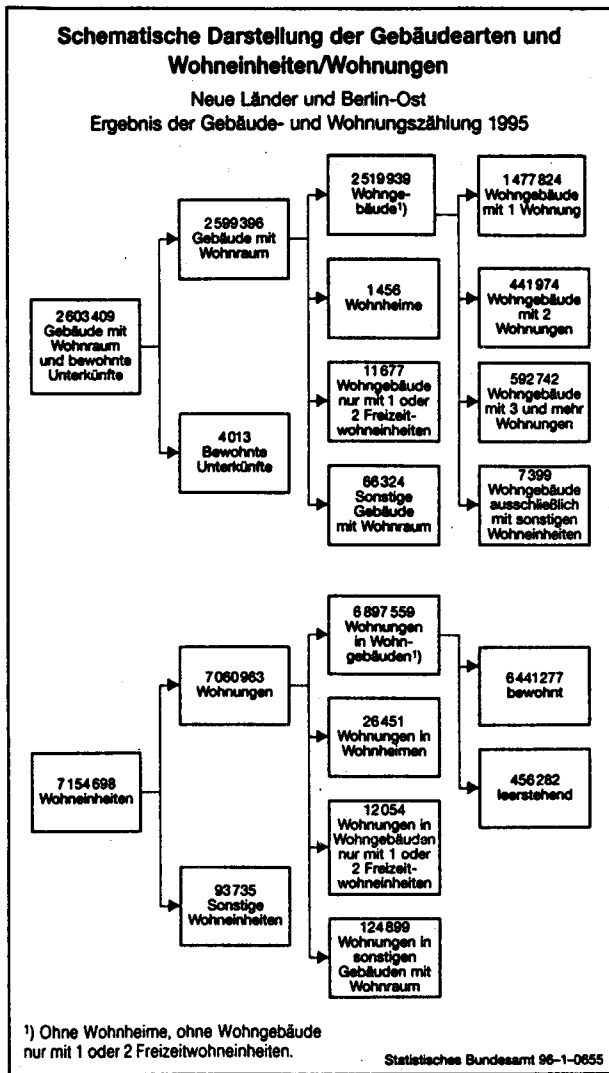 Schematische Darstellung der Gebäudearten und
Wohneinheiten/Wohnungen
Neue Länder und Berlin-Ost
Ergebnis der Gebäude- und Wohnungszählung 1995
2603409
Gebäude mit
Wohnraum
und bewohnte
Unterkünfte
2599396
Gebäude mit
Wohnraum
4013
Bewohnte
Unterkünfte
2519939
Wohnge-
bäude¹)
1456
Wohnheime
11677
Wohngebäude
nur mit 1 oder
2 Freizeit-
wohneinheiten
66324
Sonstige
Gebäude
mit Wohnraum
1477824
Wohngebäude
mit 1 Wohnung
441974
Wohngebäude
mit 2
Wohnungen
592742
Wohngebäude
mit 3 und mehr
Wohnungen
7399
Wohngebäude
ausschließlich
mit sonstigen
Wohneinheiten
7154698
Wohneinheiten
7060963
Wohnungen
93735
Sonstige
Wohneinheiten
6897559
Wohnungen
in Wohn-
gebäuden¹)
26451
Wohnungen in
Wohnheimen
12054
Wohnungen in
Wohngebäuden
nur mit 1 oder
2 Freizeit-
wohneinheiten
124899
Wohnungen in
sonstigen
Gebäuden mit
Wohnraum
6441277
bewohnt
456282
leerstehend
¹) Ohne Wohnheime, ohne Wohngebäude
nur mit 1 oder 2 Freizeitwohneinheiten.
Statistisches Bundesamt 96-1-0655